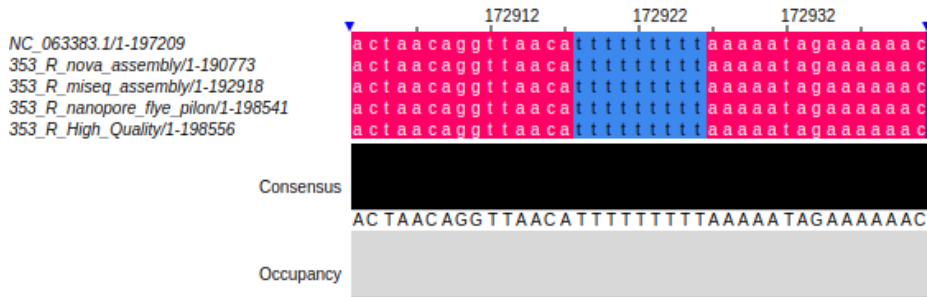 172912 172922 172932
NC_063383.1/1-197209 actaacaggttaacatttttttttaaaaatagaaaaaac
353_R_nova_assembly/1-190773 actaacaggttaacatttttttttaaaaatagaaaaaac
353_R_miseq_assembly/1-192918 actaacaggttaacatttttttttaaaaatagaaaaaac
353_R_nanopore_flye_pilon/1-198541 actaacaggttaacatttttttttaaaaatagaaaaaac
353_R_High_Quality/1-198556 actaacaggttaacatttttttttaaaaatagaaaaaac
Consensus
ACTAACAGGTTAACATTTTTTTTTAAAAATAGAAAAAAC
Occupancy